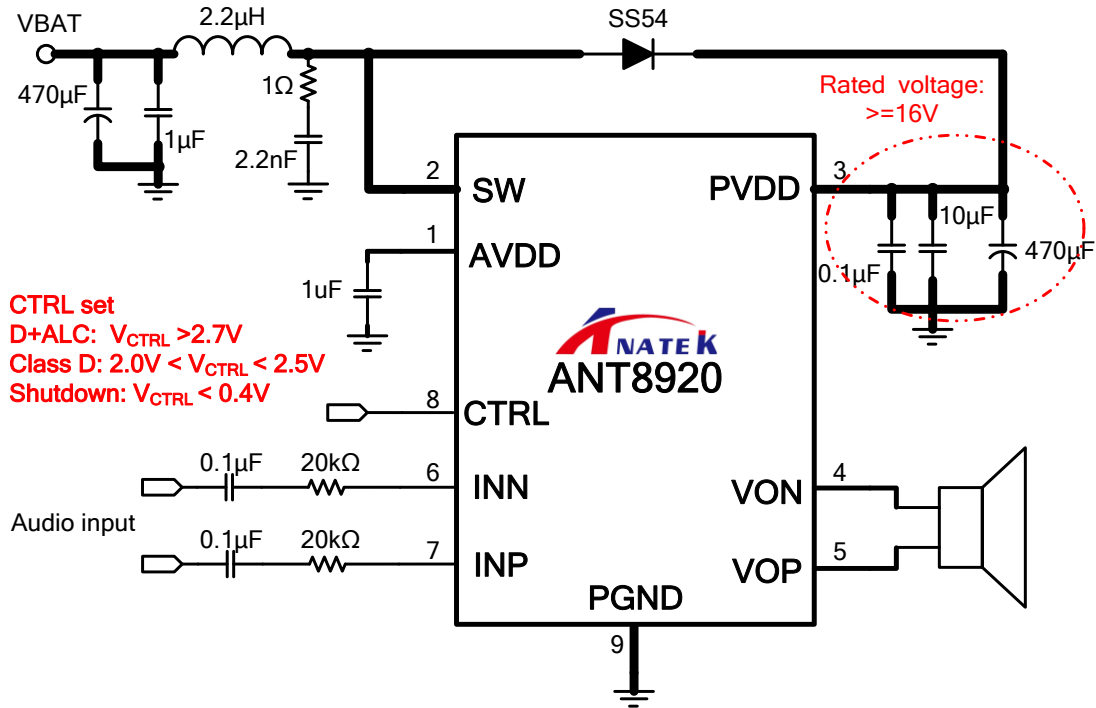 VBAT
2.2μH
SS54
470μF
1μF
1Ω
2.2nF
Rated voltage:
>=16V
2
SW
PVDD
3
10μF
0.1μF
470μF
1
AVDD
1uF
CTRL set
D+ALC: VCTRL >2.7V
Class D: 2.0V < VCTRL < 2.5V
Shutdown: VCTRL < 0.4V
ANATEK
ANT8920
8
CTRL
0.1μF
20kΩ
6
INN
VON
4
Audio input
0.1μF
20kΩ
7
INP
VOP
5
PGND
9